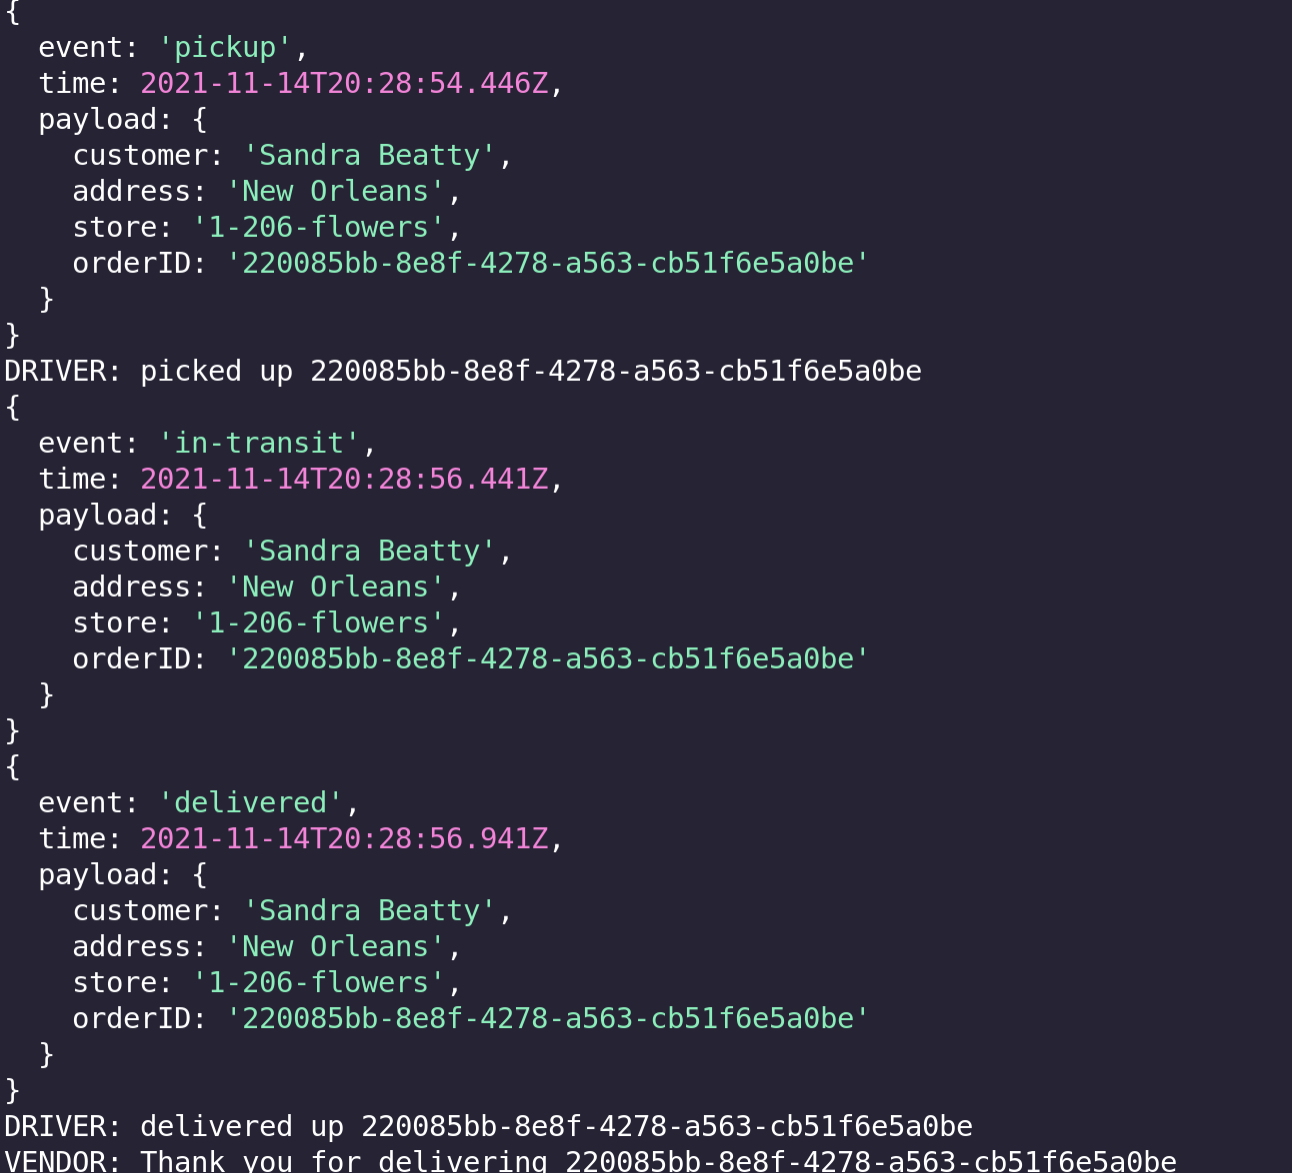 {
  event: 'pickup',
  time: 2021-11-14T20:28:54.446Z,
  payload: {
    customer: 'Sandra Beatty',
    address: 'New Orleans',
    store: '1-206-flowers',
    orderID: '220085bb-8e8f-4278-a563-cb51f6e5a0be'
  }
}
DRIVER: picked up 220085bb-8e8f-4278-a563-cb51f6e5a0be
{
  event: 'in-transit',
  time: 2021-11-14T20:28:56.441Z,
  payload: {
    customer: 'Sandra Beatty',
    address: 'New Orleans',
    store: '1-206-flowers',
    orderID: '220085bb-8e8f-4278-a563-cb51f6e5a0be'
  }
}
{
  event: 'delivered',
  time: 2021-11-14T20:28:56.941Z,
  payload: {
    customer: 'Sandra Beatty',
    address: 'New Orleans',
    store: '1-206-flowers',
    orderID: '220085bb-8e8f-4278-a563-cb51f6e5a0be'
  }
}
DRIVER: delivered up 220085bb-8e8f-4278-a563-cb51f6e5a0be
VENDOR: Thank you for delivering 220085bb-8e8f-4278-a563-cb51f6e5a0be